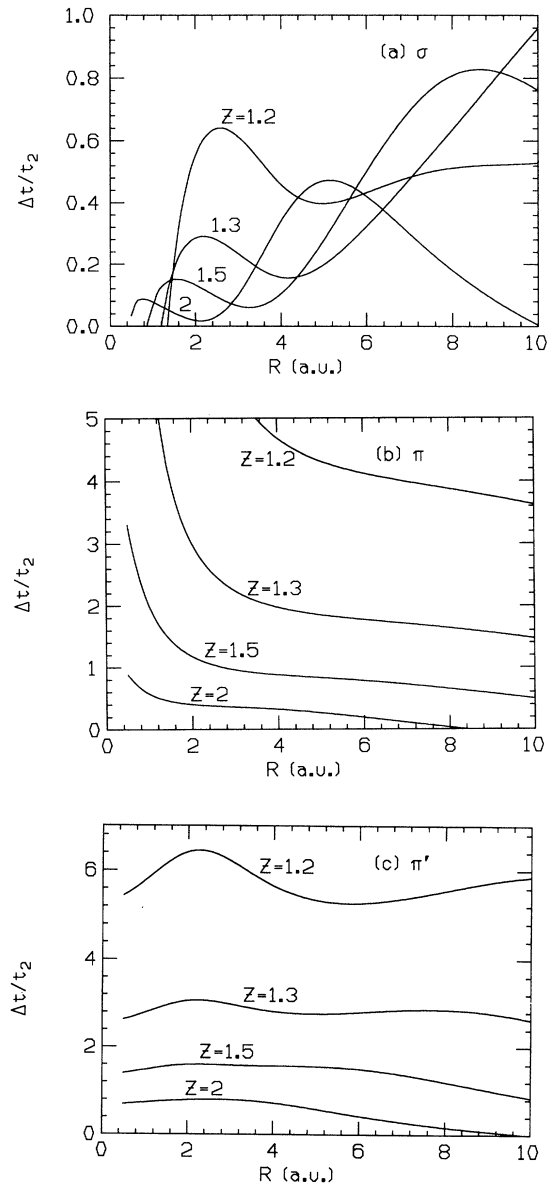 1.0
0.8
0.6
0.4
0.2
0.0
Δt/t2
(a) σ
Z=1.2
1.3
1.5
2
0 2 4 6 8 10
R (a.u.)
5
4
3
2
1
0
Δt/t2
(b) π
Z=1.2
Z=1.3
Z=1.5
Z=2
0 2 4 6 8 10
R (a.u.)
6
4
2
0
Δt/t2
(c) π′
Z=1.2
Z=1.3
Z=1.5
Z=2
0 2 4 6 8 10
R (a.u.)